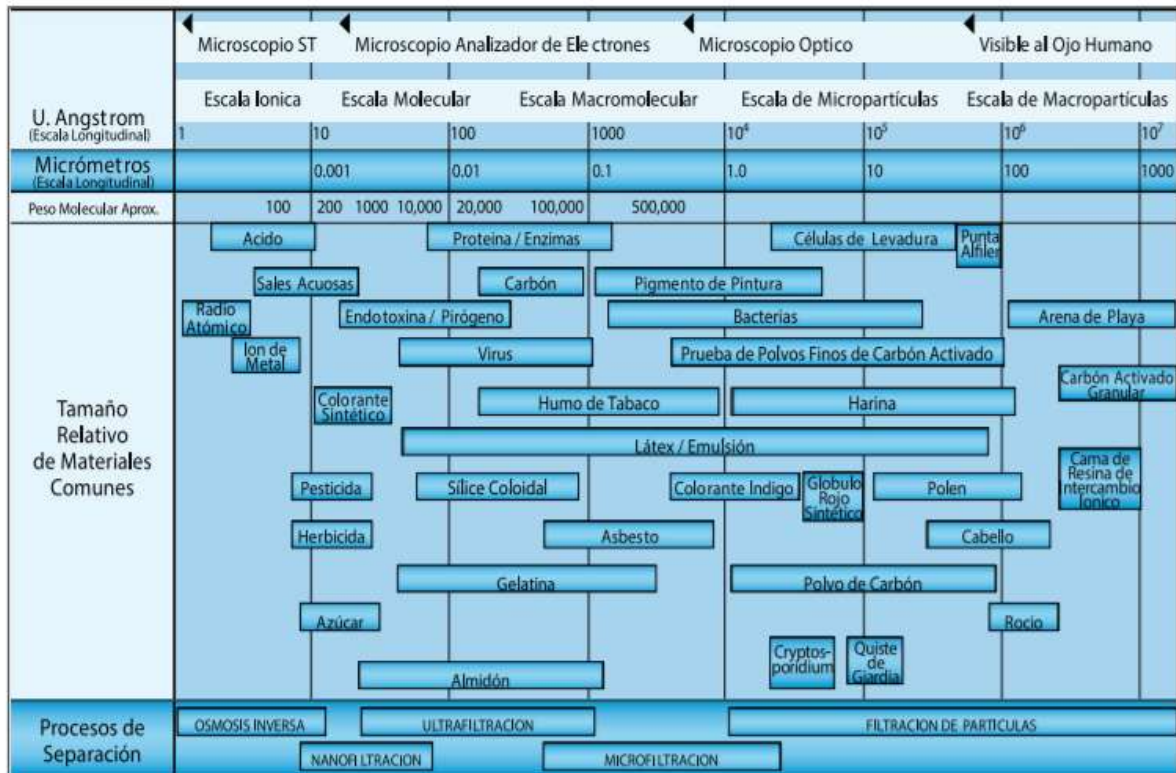 Microscopio ST Microscopio Analizador de Electrones Microscopio Optico Visible al Ojo Humano
Escala Ionica Escala Molecular Escala Macromolecular Escala de Micropartículas Escala de Macropartículas
U. Angstrom
(Escala Longitudinal)
1 10 100 1000 10⁴ 10⁵ 10⁶ 10⁷
Micrómetros
(Escala Longitudinal)
0.001 0.01 0.1 1.0 10 100 1000
Peso Molecular Aprox. 100 200 1000 10,000 20,000 100,000 500,000
Tamaño
Relativo
de Materiales
Comunes
Acido Proteina / Enzimas Células de Levadura
Punta
Alfiler
Sales Acuosas Carbón Pigmento de Pintura
Radio
Atómico
Endotoxina / Pirógeno Bacterias Arena de Playa
Ion de
Metal
Virus Prueba de Polvos Finos de Carbón Activado
Carbón Activado
Granular
Colorante
Sintético
Humo de Tabaco Harina
Látex / Emulsión
Cama de
Resina de
Intercambio
Ionico
Pesticida Sílice Coloidal Colorante Indigo
Glóbulo
Rojo
Sintético
Polen
Herbicida Asbesto Cabello
Gelatina Polvo de Carbón
Azúcar Rocio
Cryptos-
poridium
Quiste
de
Giardia
Almidón
Procesos de
Separación
OSMOSIS INVERSA ULTRAFILTRACION FILTRACION DE PARTICULAS
NANOFILTRACION MICROFILTRACION